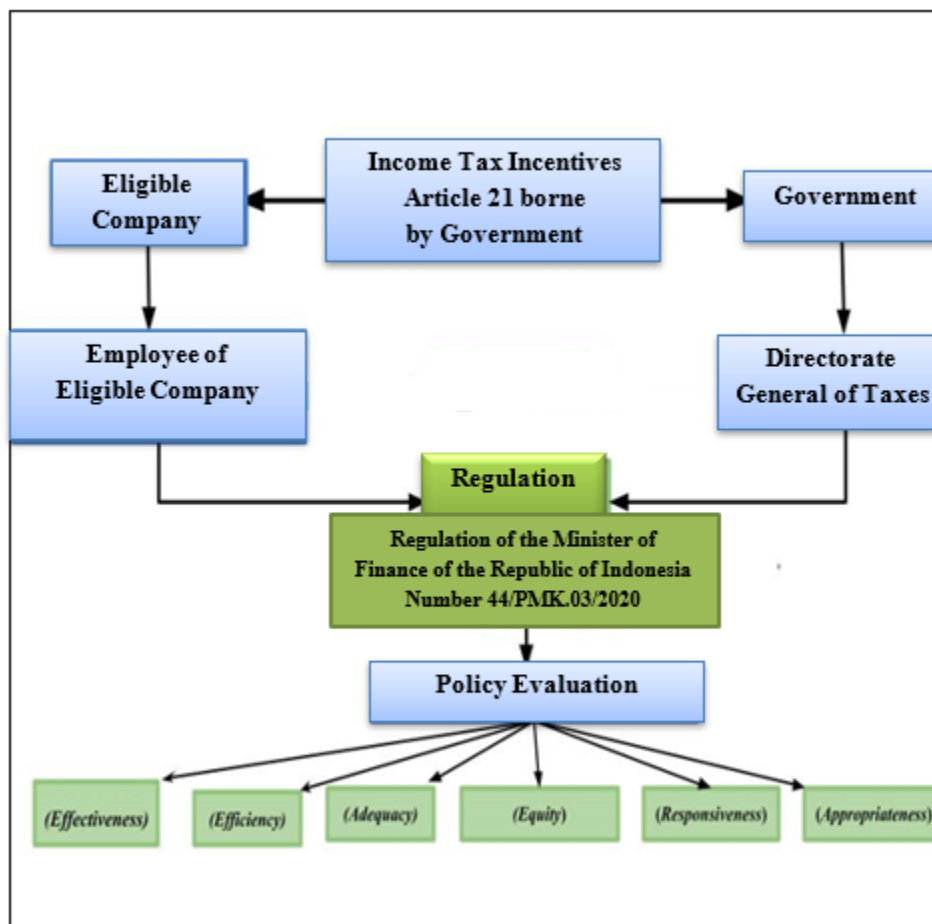 Income Tax Incentives
Article 21 borne
by Government
Eligible
Company
Government
Employee of
Eligible Company
Directorate
General of Taxes
Regulation
Regulation of the Minister of
Finance of the Republic of Indonesia
Number 44/PMK.03/2020
Policy Evaluation
(Effectiveness)
(Efficiency)
(Adequacy)
(Equity)
(Responsiveness)
(Appropriateness)